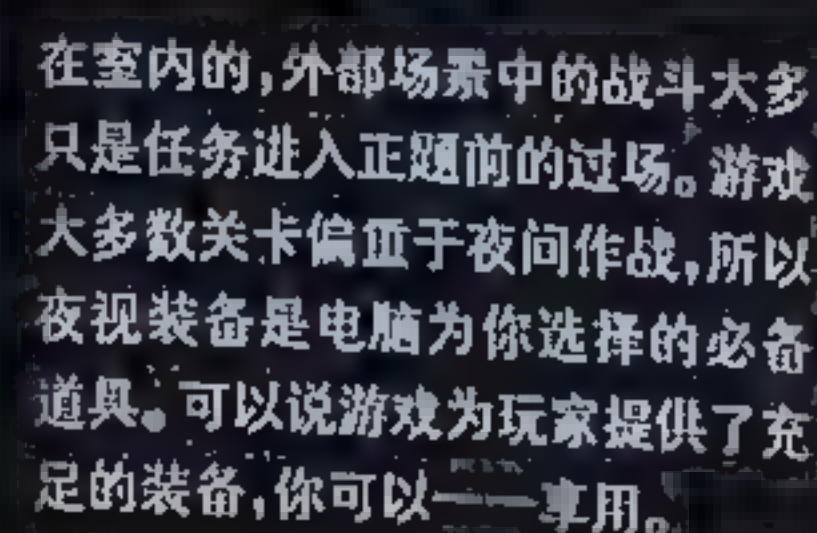 在室内的,外部场景中的战斗大多
只是任务进入正题前的过场。游戏
大多数关卡偏重于夜间作战,所以
夜视装备是电脑为你选择的必备
道具。可以说游戏为玩家提供了充
足的装备,你可以一一享用。